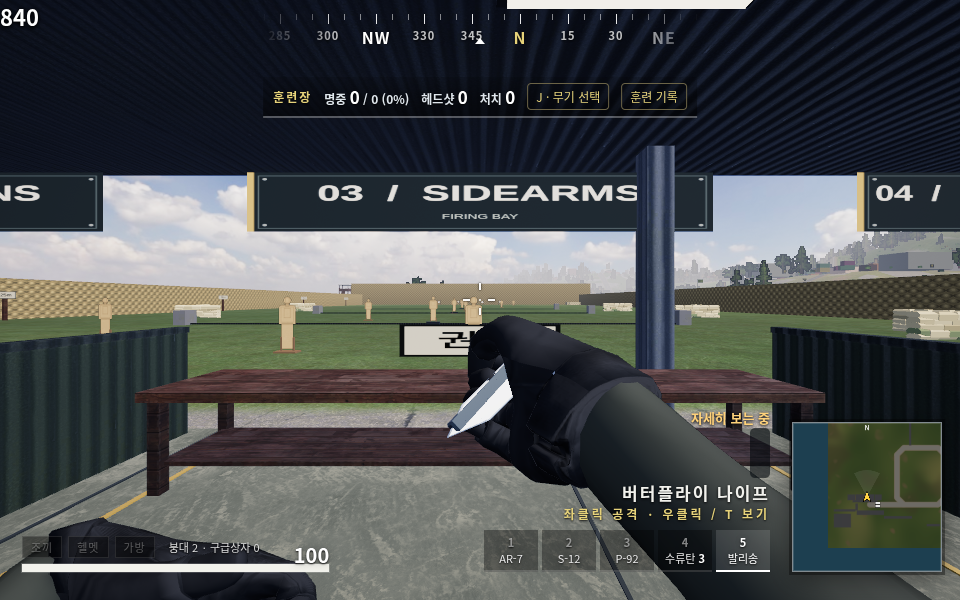 840
285 300 NW 330 345 N 15 30 NE
훈련장 명중 0 / 0 (0%) 헤드샷 0 처치 0 J · 무기 선택 훈련 기록
NS
03 / SIDEARMS
FIRING BAY
04 /
자세히 보는 중
N
버터플라이 나이프
좌클릭 공격 · 우클릭 / T 보기
조끼 헬멧 가방 붕대 2 · 구급상자 0 100
1 AR-7
2 S-12
3 P-92
4 수류탄 3
5 발리송